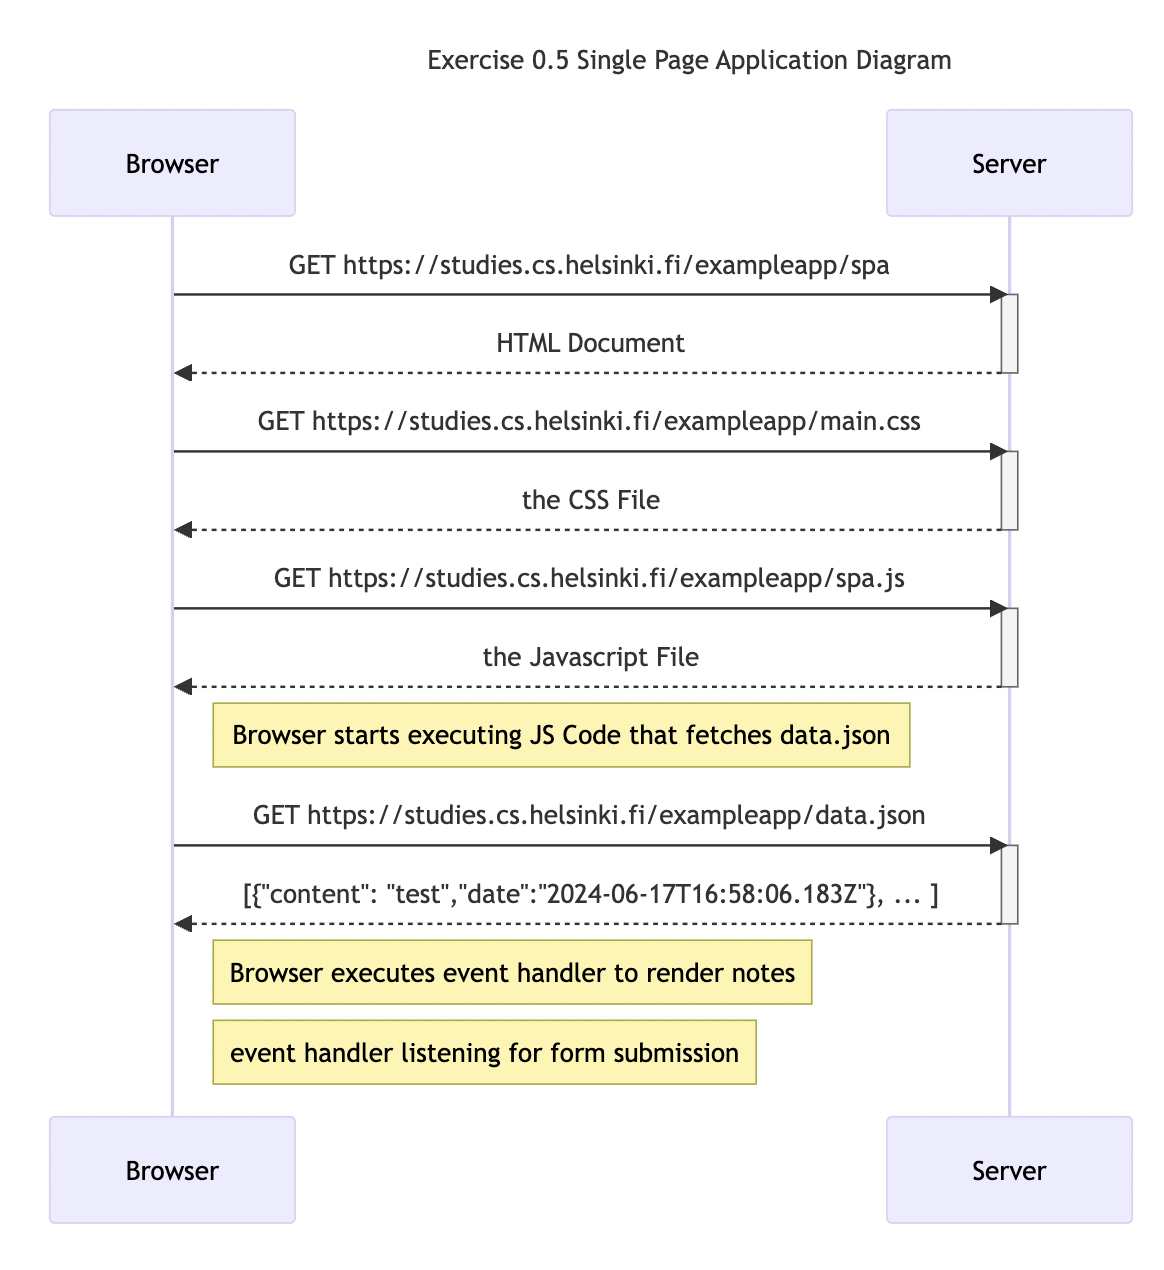 Exercise 0.5 Single Page Application Diagram
Browser
Server
GET https://studies.cs.helsinki.fi/exampleapp/spa
HTML Document
GET https://studies.cs.helsinki.fi/exampleapp/main.css
the CSS File
GET https://studies.cs.helsinki.fi/exampleapp/spa.js
the Javascript File
Browser starts executing JS Code that fetches data.json
GET https://studies.cs.helsinki.fi/exampleapp/data.json
[{"content": "test","date":"2024-06-17T16:58:06.183Z"}, ... ]
Browser executes event handler to render notes
event handler listening for form submission
Browser
Server